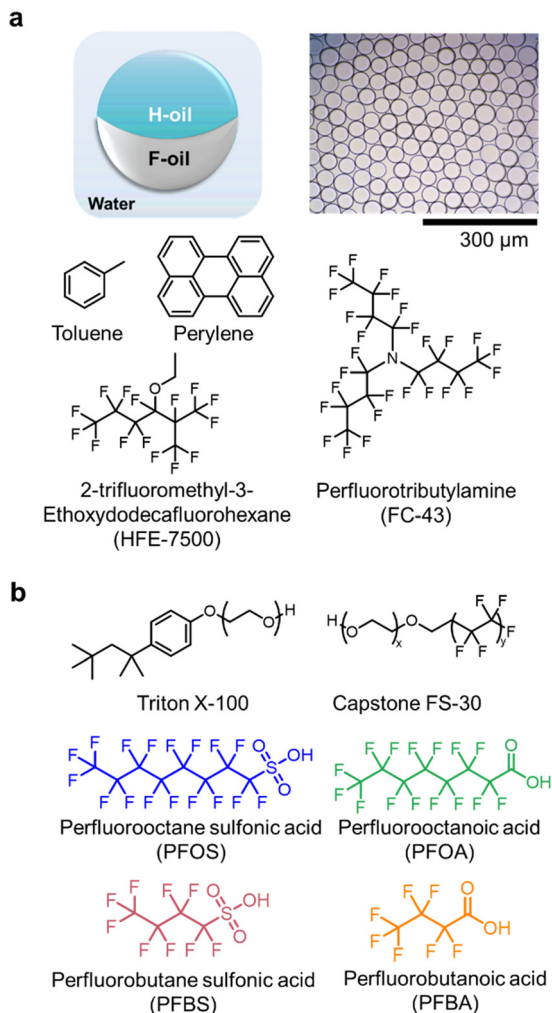 a
H-oil
F-oil
Water
300 µm
Toluene
Perylene
2-trifluoromethyl-3-
Ethoxydodecafluorohexane
(HFE-7500)
Perfluorotributylamine
(FC-43)
b
Triton X-100
Capstone FS-30
Perfluorooctane sulfonic acid
(PFOS)
Perfluorooctanoic acid
(PFOA)
Perfluorobutane sulfonic acid
(PFBS)
Perfluorobutanoic acid
(PFBA)